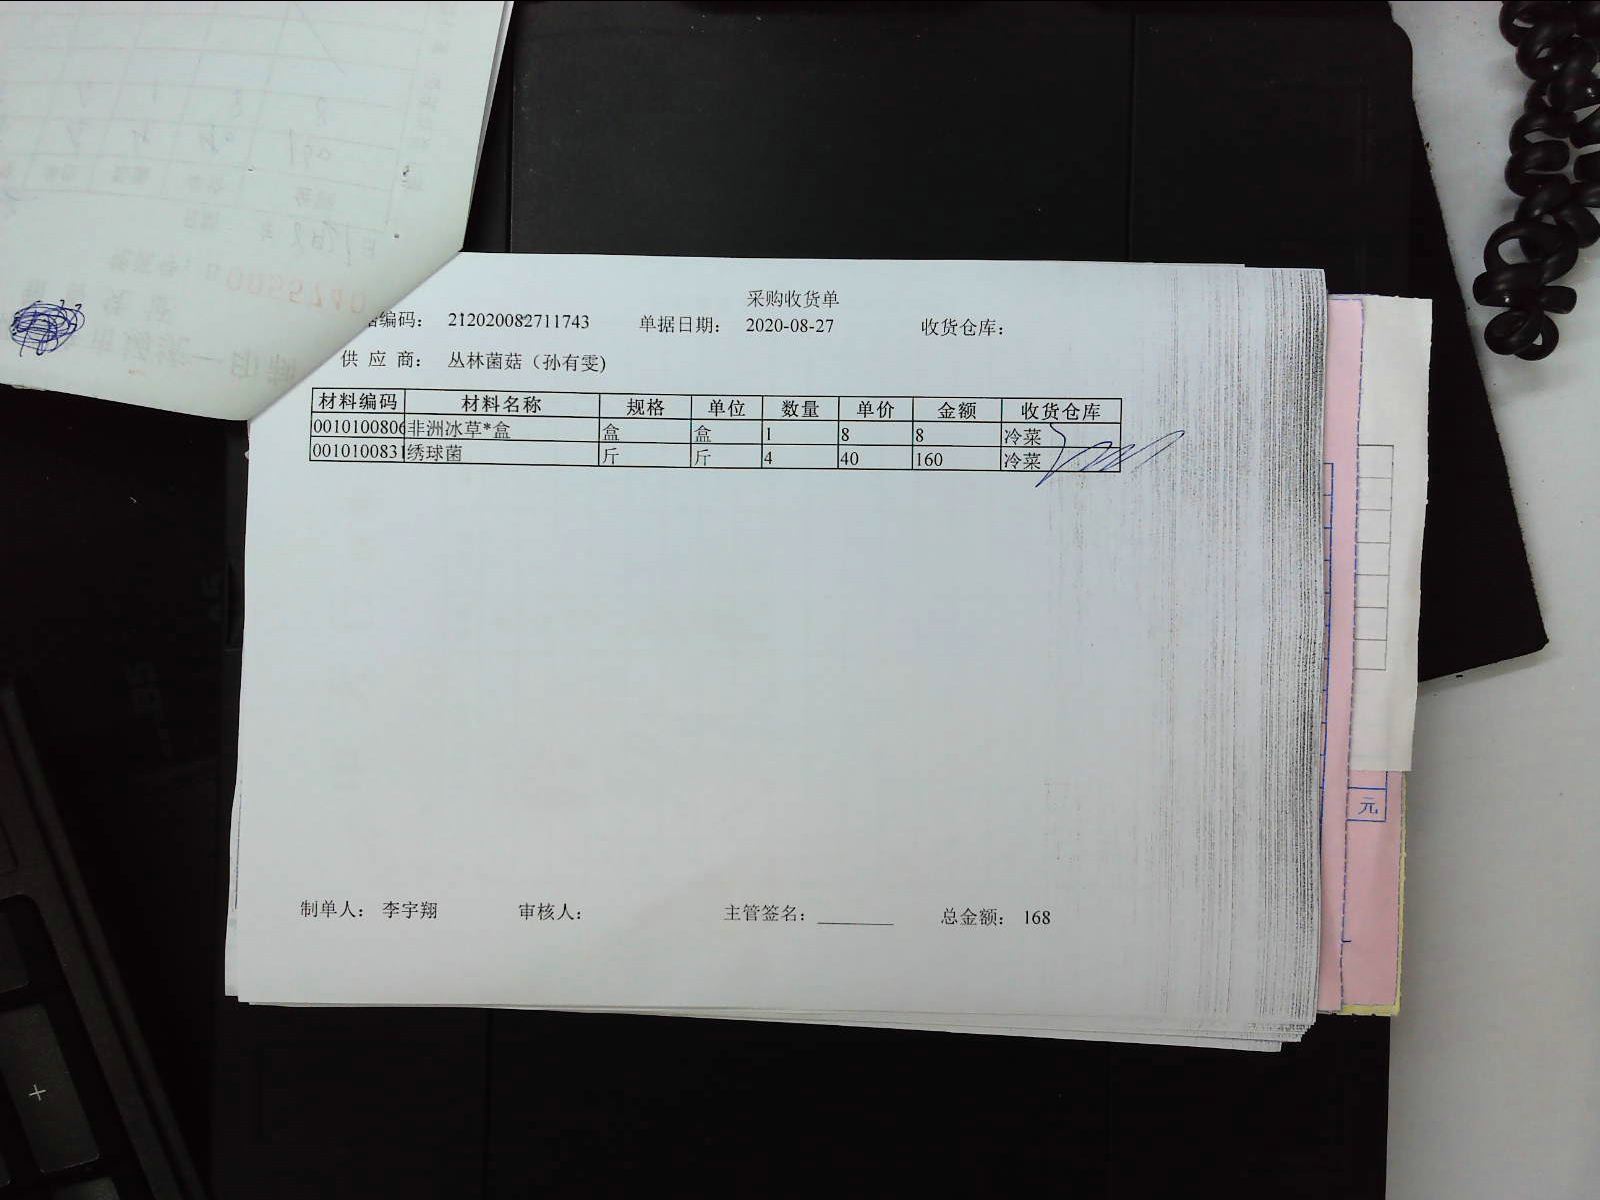 采购收货单
编码： 212020082711743 单据日期： 2020-08-27 收货仓库：
供 应 商： 丛林菌菇（孙有雯)
材料编码 材料名称 规格 单位 数量 单价 金额 收货仓库
0010100806 非洲冰草*盒 盒 盒 1 8 8 冷菜
001010083 绣球菌 斤 斤 4 40 160 冷菜
元
制单人： 李宇翔 审核人： 主管签名： 总金额： 168